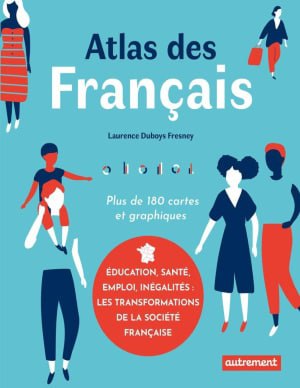 Atlas des
Français
Laurence Duboys Fresney
Plus de 180 cartes
et graphiques
ÉDUCATION, SANTÉ,
EMPLOI, INÉGALITÉS :
LES TRANSFORMATIONS
DE LA SOCIÉTÉ
FRANÇAISE
autrement